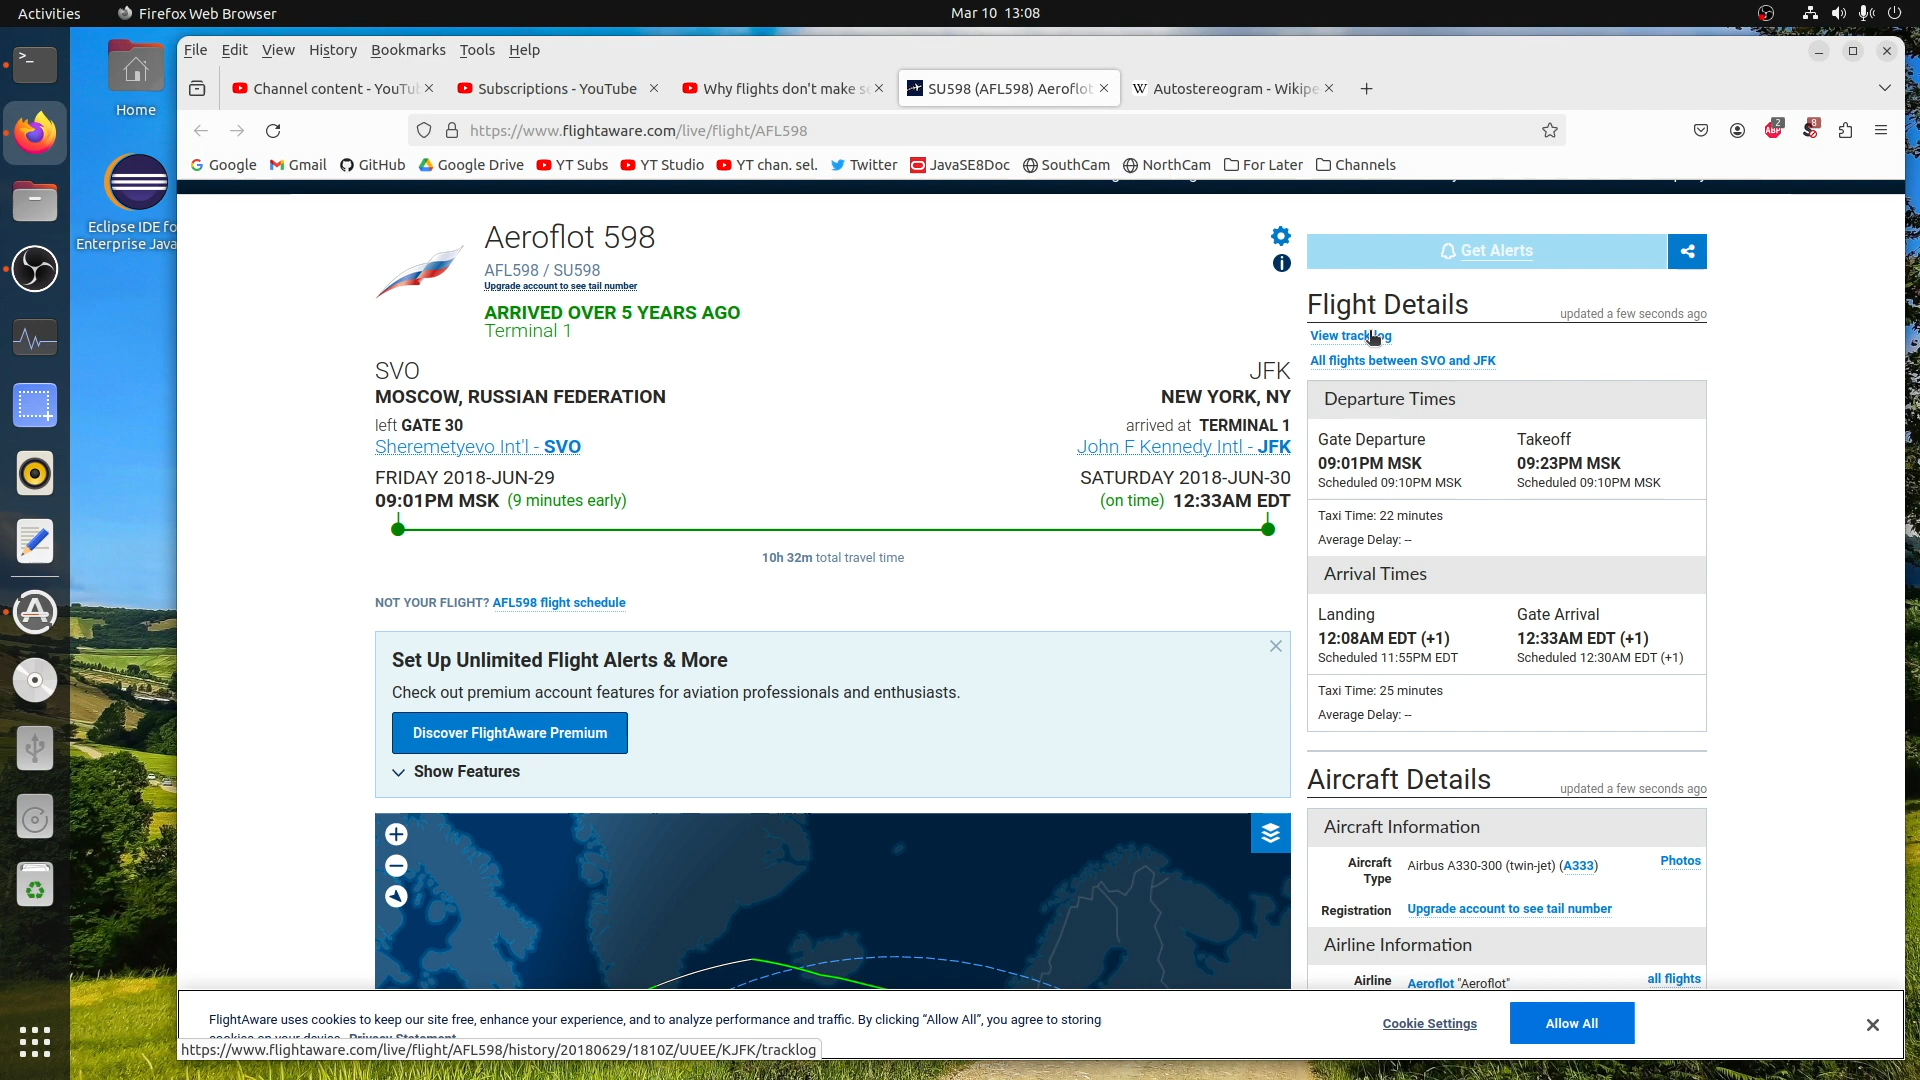 Activities
Firefox Web Browser
Mar 10 13:08
File Edit View History Bookmarks Tools Help
Channel content - YouTu
Subscriptions - YouTube
Why flights don't make s
SU598 (AFL598) Aeroflot
Autostereogram - Wikipe
https://www.flightaware.com/live/flight/AFL598
2
8
ABP
Google
Gmail
GitHub
Google Drive
YT Subs
YT Studio
YT chan. sel.
Twitter
JavaSE8Doc
SouthCam
NorthCam
For Later
Channels
Home
Eclipse IDE fo
Enterprise Java
Aeroflot 598
AFL598 / SU598
Upgrade account to see tail number
ARRIVED OVER 5 YEARS AGO
Terminal 1
SVO
MOSCOW, RUSSIAN FEDERATION
left GATE 30
Sheremetyevo Int'l - SVO
FRIDAY 2018-JUN-29
09:01PM MSK (9 minutes early)
JFK
NEW YORK, NY
arrived at TERMINAL 1
John F Kennedy Intl - JFK
SATURDAY 2018-JUN-30
(on time) 12:33AM EDT
10h 32m total travel time
NOT YOUR FLIGHT? AFL598 flight schedule
Set Up Unlimited Flight Alerts & More
Check out premium account features for aviation professionals and enthusiasts.
Discover FlightAware Premium
Show Features
Get Alerts
Flight Details
updated a few seconds ago
View track log
All flights between SVO and JFK
Departure Times
Gate Departure
09:01PM MSK
Scheduled 09:10PM MSK
Takeoff
09:23PM MSK
Scheduled 09:10PM MSK
Taxi Time: 22 minutes
Average Delay: --
Arrival Times
Landing
12:08AM EDT (+1)
Scheduled 11:55PM EDT
Gate Arrival
12:33AM EDT (+1)
Scheduled 12:30AM EDT (+1)
Taxi Time: 25 minutes
Average Delay: --
Aircraft Details
updated a few seconds ago
Aircraft Information
Aircraft Type
Airbus A330-300 (twin-jet) (A333)
Photos
Registration
Upgrade account to see tail number
Airline Information
Airline
Aeroflot "Aeroflot"
all flights
FlightAware uses cookies to keep our site free, enhance your experience, and to analyze performance and traffic. By clicking “Allow All”, you agree to storing
Cookie Settings
Allow All
https://www.flightaware.com/live/flight/AFL598/history/20180629/1810Z/UUEE/KJFK/tracklog